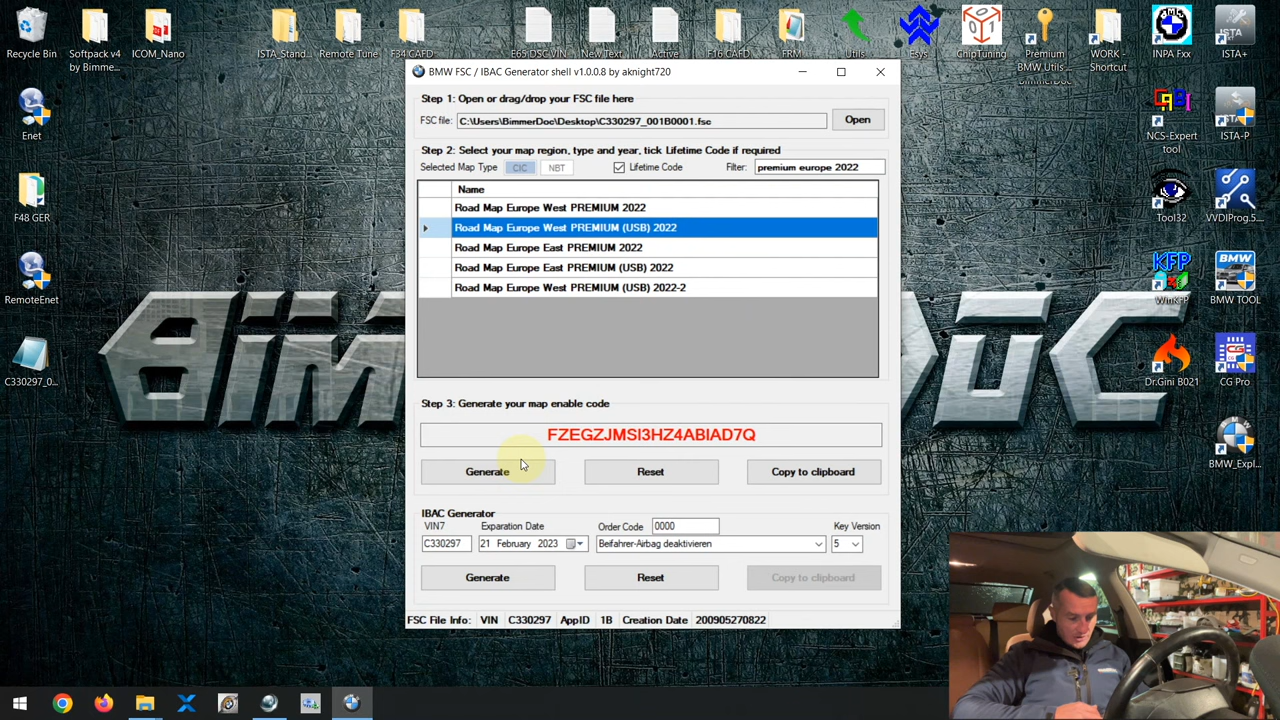 Recycle Bin
Softpack v4
by Bimme...
ICOM_Nano
ISTA_Stand...
Remote Tune
F34 CAFD
E65 DSC VIN
New Text
Active
F16 CAFD
FRM
Utils
Esys
ChipTuning
Premium
BMW Utils...
BimmerDoc
WORK -
Shortcut
INPA Fxx
ISTA+
BMW FSC / IBAC Generator shell v1.0.0.8 by aknight720
Step 1: Open or drag/drop your FSC file here
FSC file:
C:\Users\BimmerDoc\Desktop\C330297_001B0001.fsc
Open
Step 2: Select your map region, type and year, tick Lifetime Code if required
Selected Map Type
CIC
NBT
Lifetime Code
Filter:
premium europe 2022
Name
Road Map Europe West PREMIUM 2022
Road Map Europe West PREMIUM (USB) 2022
Road Map Europe East PREMIUM 2022
Road Map Europe East PREMIUM (USB) 2022
Road Map Europe West PREMIUM (USB) 2022-2
Step 3: Generate your map enable code
FZEGZJMSI3HZ4ABIAD7Q
Generate
Reset
Copy to clipboard
IBAC Generator
VIN7
Exparation Date
Order Code
0000
Key Version
C330297
21 February 2023
Beifahrer-Airbag deaktivieren
5
Generate
Reset
Copy to clipboard
FSC File Info:
VIN
C330297
AppID
1B
Creation Date
200905270822
Enet
F48 GER
RemoteEnet
C330297_0...
NCS-Expert
tool
ISTA-P
Tool32
VVDIProg.5....
KFP
WinKFP
BMW TOOL
Dr.Gini B021
CG Pro
BMW_Expl...